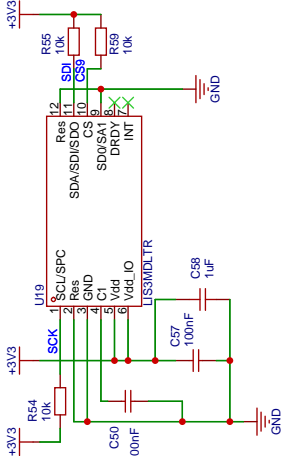 +3V3
R55
10k
R59
10k
SDI
CS9
GND
12
11
10
9
8
7
Res
SDA/SDI/SDO
CS
SD0/SA1
DRDY
INT
U19
LIS3MDLTR
SCL/SPC
Res
GND
C1
Vdd
Vdd_IO
1
2
3
4
5
6
SCK
+3V3
R54
10k
+3V3
C58
1uF
C57
100nF
C50
00nF
GND